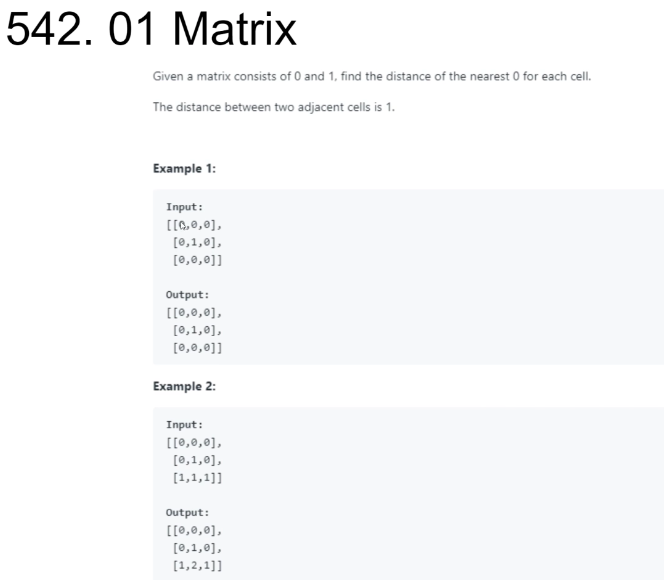 542. 01 Matrix
Given a matrix consists of 0 and 1, find the distance of the nearest 0 for each cell.
The distance between two adjacent cells is 1.
Example 1:
Input:
[[0,0,0],
[0,1,0],
[0,0,0]]
Output:
[[0,0,0],
[0,1,0],
[0,0,0]]
Example 2:
Input:
[[0,0,0],
[0,1,0],
[1,1,1]]
Output:
[[0,0,0],
[0,1,0],
[1,2,1]]